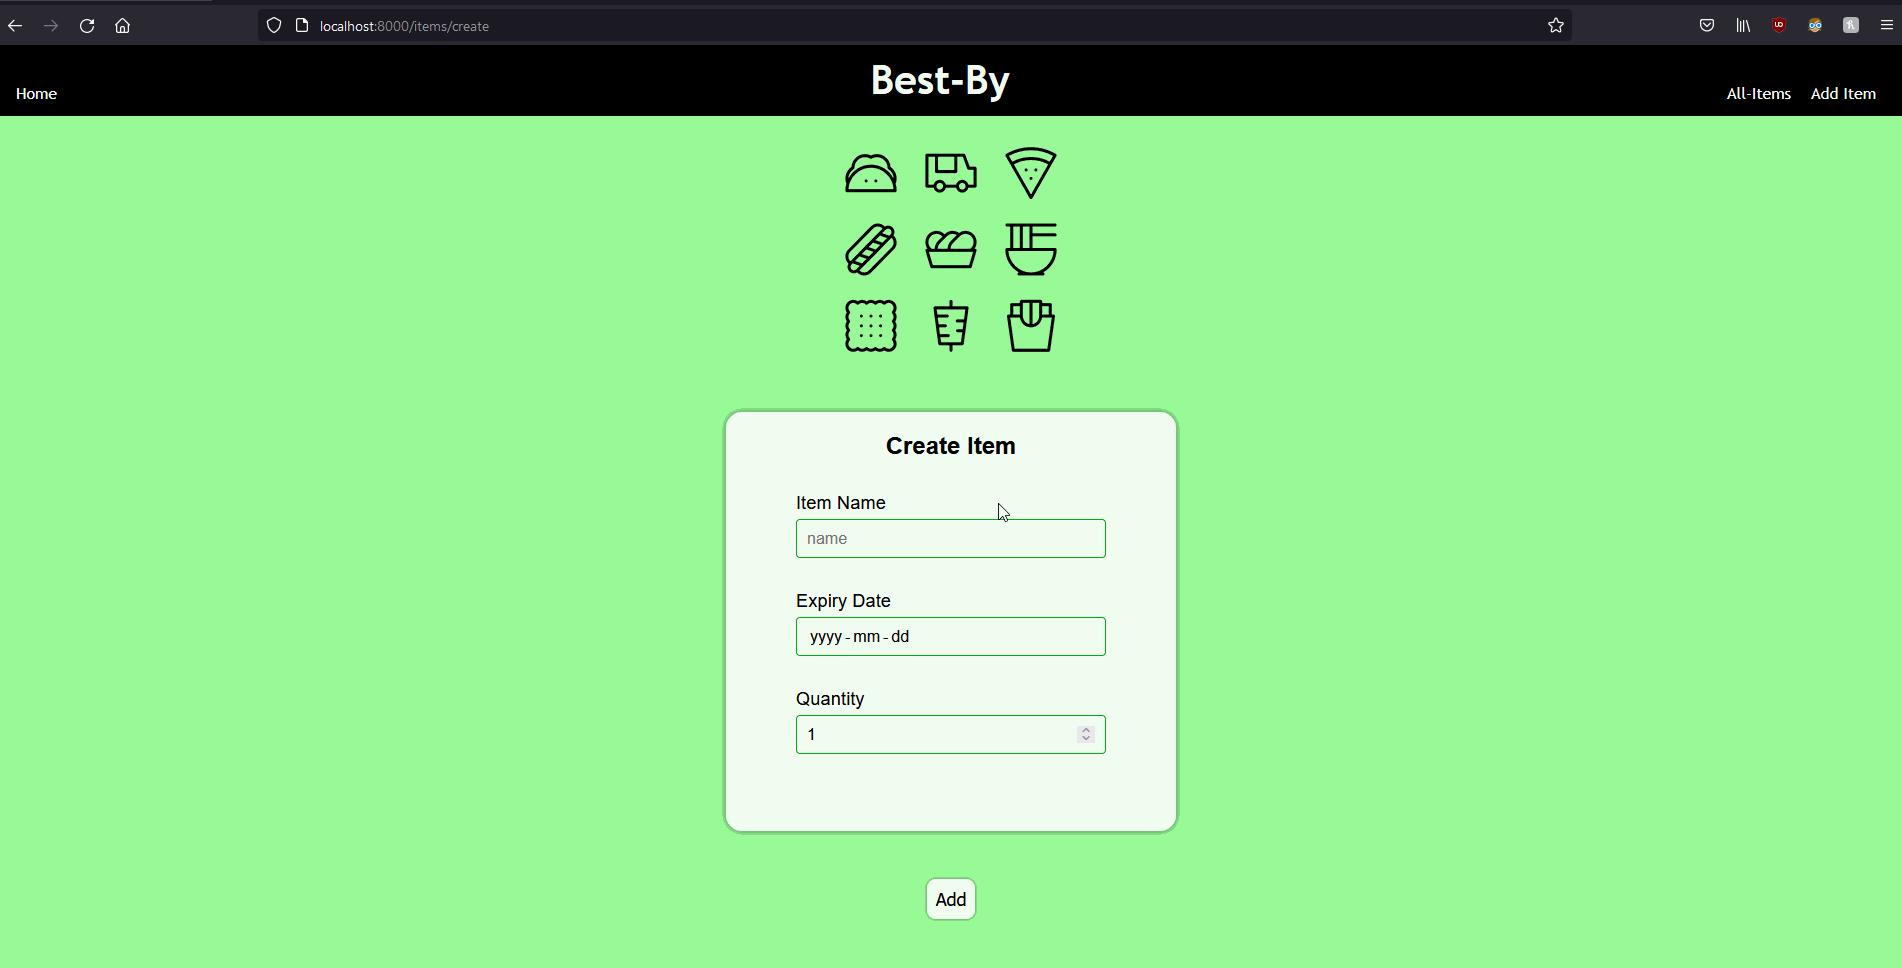 localhost:8000/items/create
Home
Best-By
All-Items
Add Item
Create Item
Item Name
name
Expiry Date
yyyy-mm-dd
Quantity
1
Add